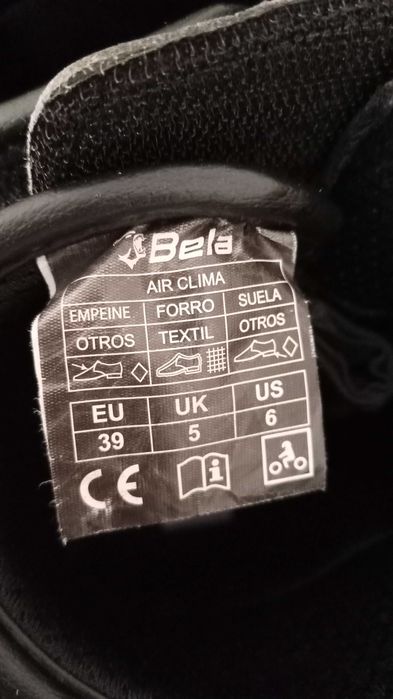 Bela
AIR CLIMA
EMPEINE FORRO SUELA
OTROS TEXTIL OTROS
EU UK US
39 5 6
CE